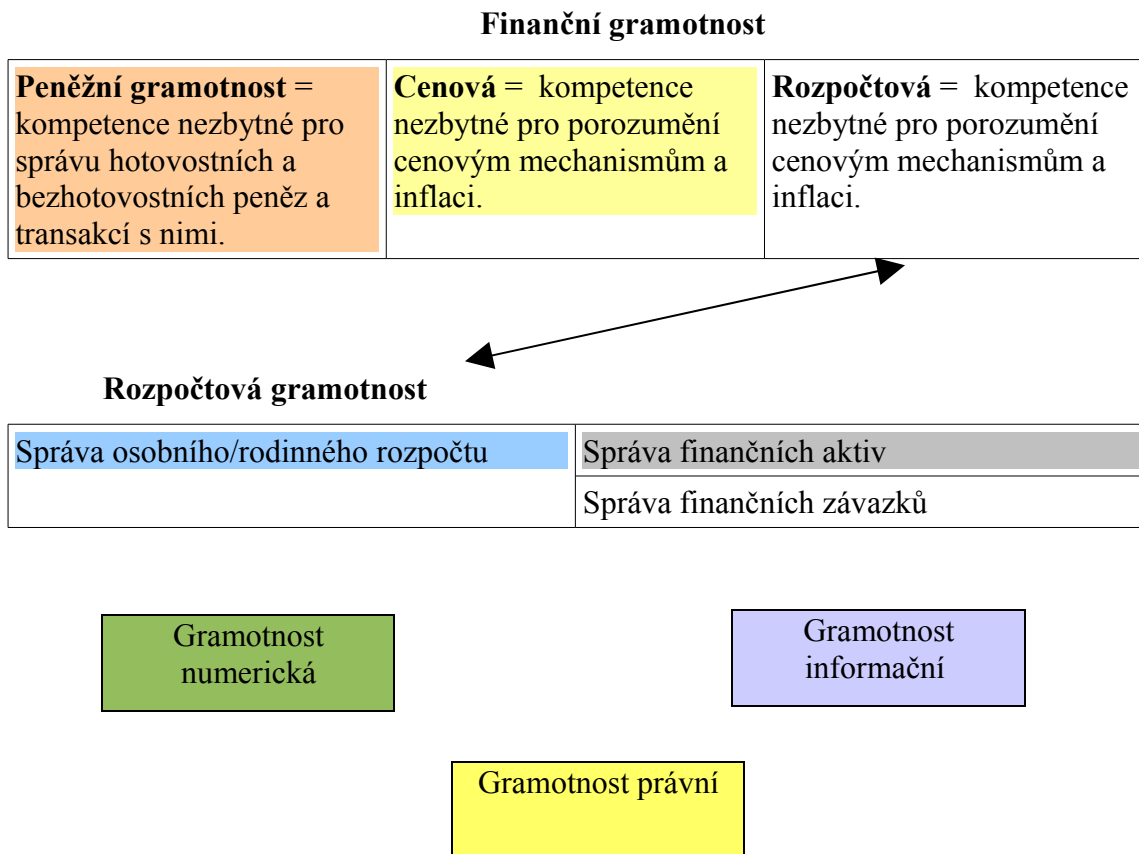 Finanční gramotnost
Peněžní gramotnost =
kompetence nezbytné pro
správu hotovostních a
bezhotovostních peněz a
transakcí s nimi.
Cenová = kompetence
nezbytné pro porozumění
cenovým mechanismům a
inflaci.
Rozpočtová = kompetence
nezbytné pro porozumění
cenovým mechanismům a
inflaci.
Rozpočtová gramotnost
Správa osobního/rodinného rozpočtu
Správa finančních aktiv
Správa finančních závazků
Gramotnost
numerická
Gramotnost
informační
Gramotnost právní